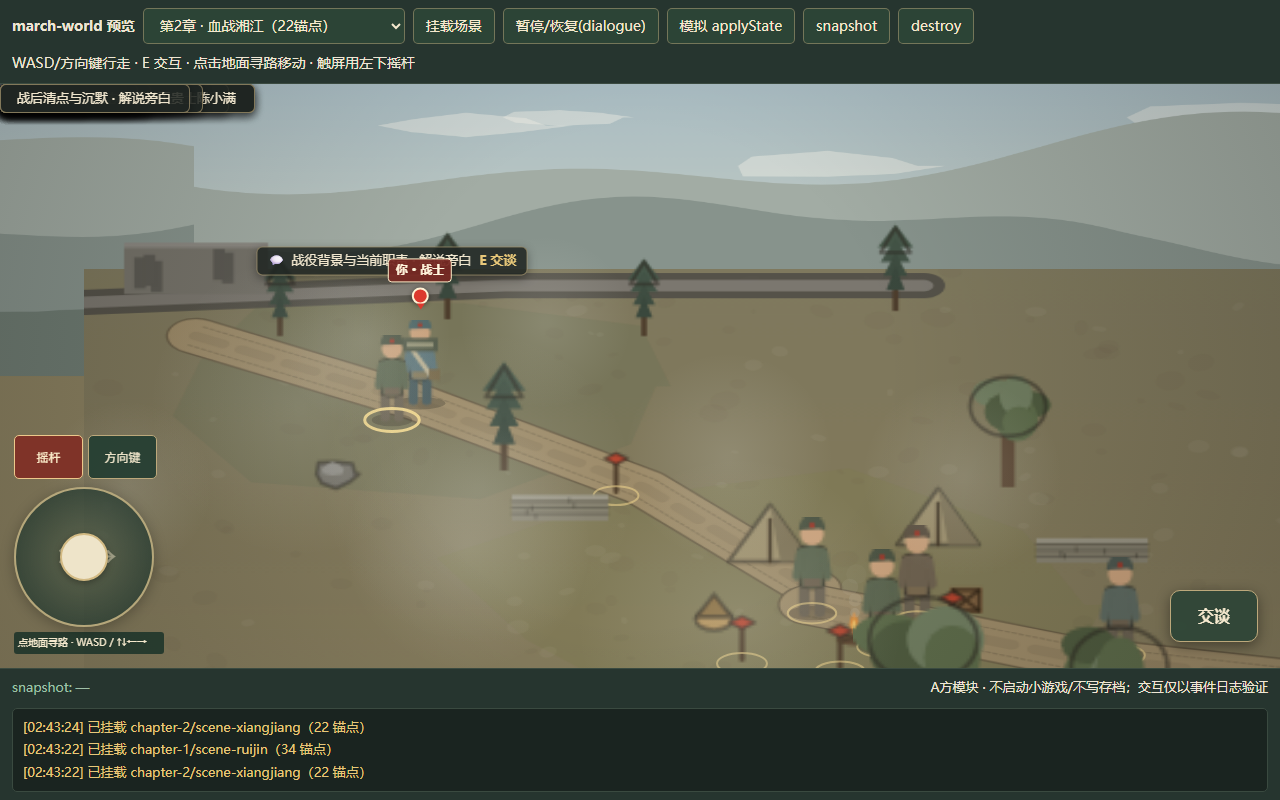 march-world 预览
第2章 · 血战湘江（22锚点）
挂载场景
暂停/恢复(dialogue)
模拟 applyState
snapshot
destroy
WASD/方向键行走 · E 交互 · 点击地面寻路移动 · 触屏用左下摇杆
战后清点与沉默 · 解说旁白
陈小满
战役背景与当前职责 · 解说旁白 E 交谈
你 · 战士
摇杆
方向键
点地面寻路 · WASD / ↑↓←→
交谈
snapshot: —
A方模块 · 不启动小游戏/不写存档；交互仅以事件日志验证
[02:43:24] 已挂载 chapter-2/scene-xiangjiang（22 锚点）
[02:43:22] 已挂载 chapter-1/scene-ruijin（34 锚点）
[02:43:22] 已挂载 chapter-2/scene-xiangjiang（22 锚点）